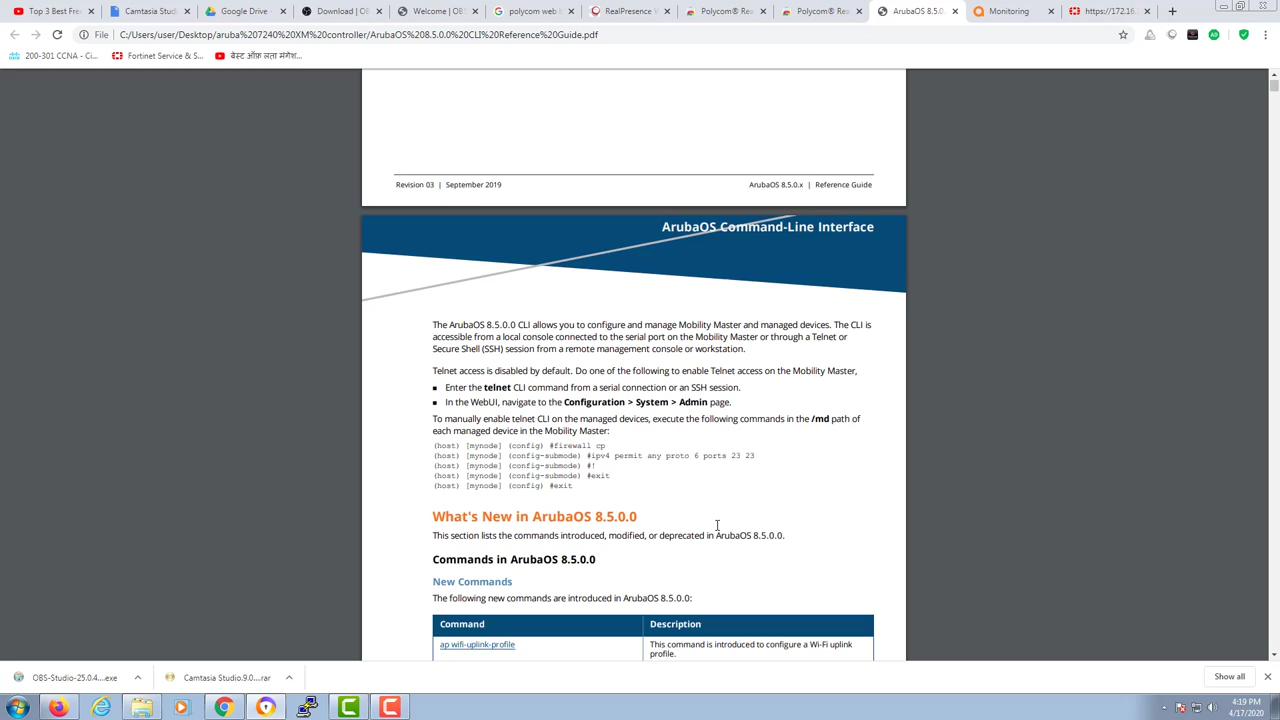 Top 3 Best Fre
Camtasia Studio
Google Drive
Download | OB
Welcome | OBS
polycom web b
RealPresence W
Polycom® Rea
Polycom® Rea
ArubaOS 8.5.0.
Monitoring
https://172.16.
File
C:/Users/user/Desktop/aruba%207240%20XM%20controller/ArubaOS%208.5.0.0%20CLI%20Reference%20Guide.pdf
200-301 CCNA - Ci...
Fortinet Service & S...
बेस्ट ऑफ़ लता मंगेश...
Revision 03 | September 2019
ArubaOS 8.5.0.x | Reference Guide
ArubaOS Command-Line Interface
The ArubaOS 8.5.0.0 CLI allows you to configure and manage Mobility Master and managed devices. The CLI is
accessible from a local console connected to the serial port on the Mobility Master or through a Telnet or
Secure Shell (SSH) session from a remote management console or workstation.
Telnet access is disabled by default. Do one of the following to enable Telnet access on the Mobility Master,
■ Enter the telnet CLI command from a serial connection or an SSH session.
■ In the WebUI, navigate to the Configuration > System > Admin page.
To manually enable telnet CLI on the managed devices, execute the following commands in the /md path of
each managed device in the Mobility Master:
(host) [mynode] (config) #firewall cp
(host) [mynode] (config-submode) #ipv4 permit any proto 6 ports 23 23
(host) [mynode] (config-submode) #!
(host) [mynode] (config-submode) #exit
(host) [mynode] (config) #exit
What's New in ArubaOS 8.5.0.0
This section lists the commands introduced, modified, or deprecated in ArubaOS 8.5.0.0.
Commands in ArubaOS 8.5.0.0
New Commands
The following new commands are introduced in ArubaOS 8.5.0.0:
Command
Description
ap wifi-uplink-profile
This command is introduced to configure a Wi-Fi uplink
profile.
OBS-Studio-25.0.4....exe
Camtasia Studio.9.0....rar
Show all
4:19 PM
4/17/2020